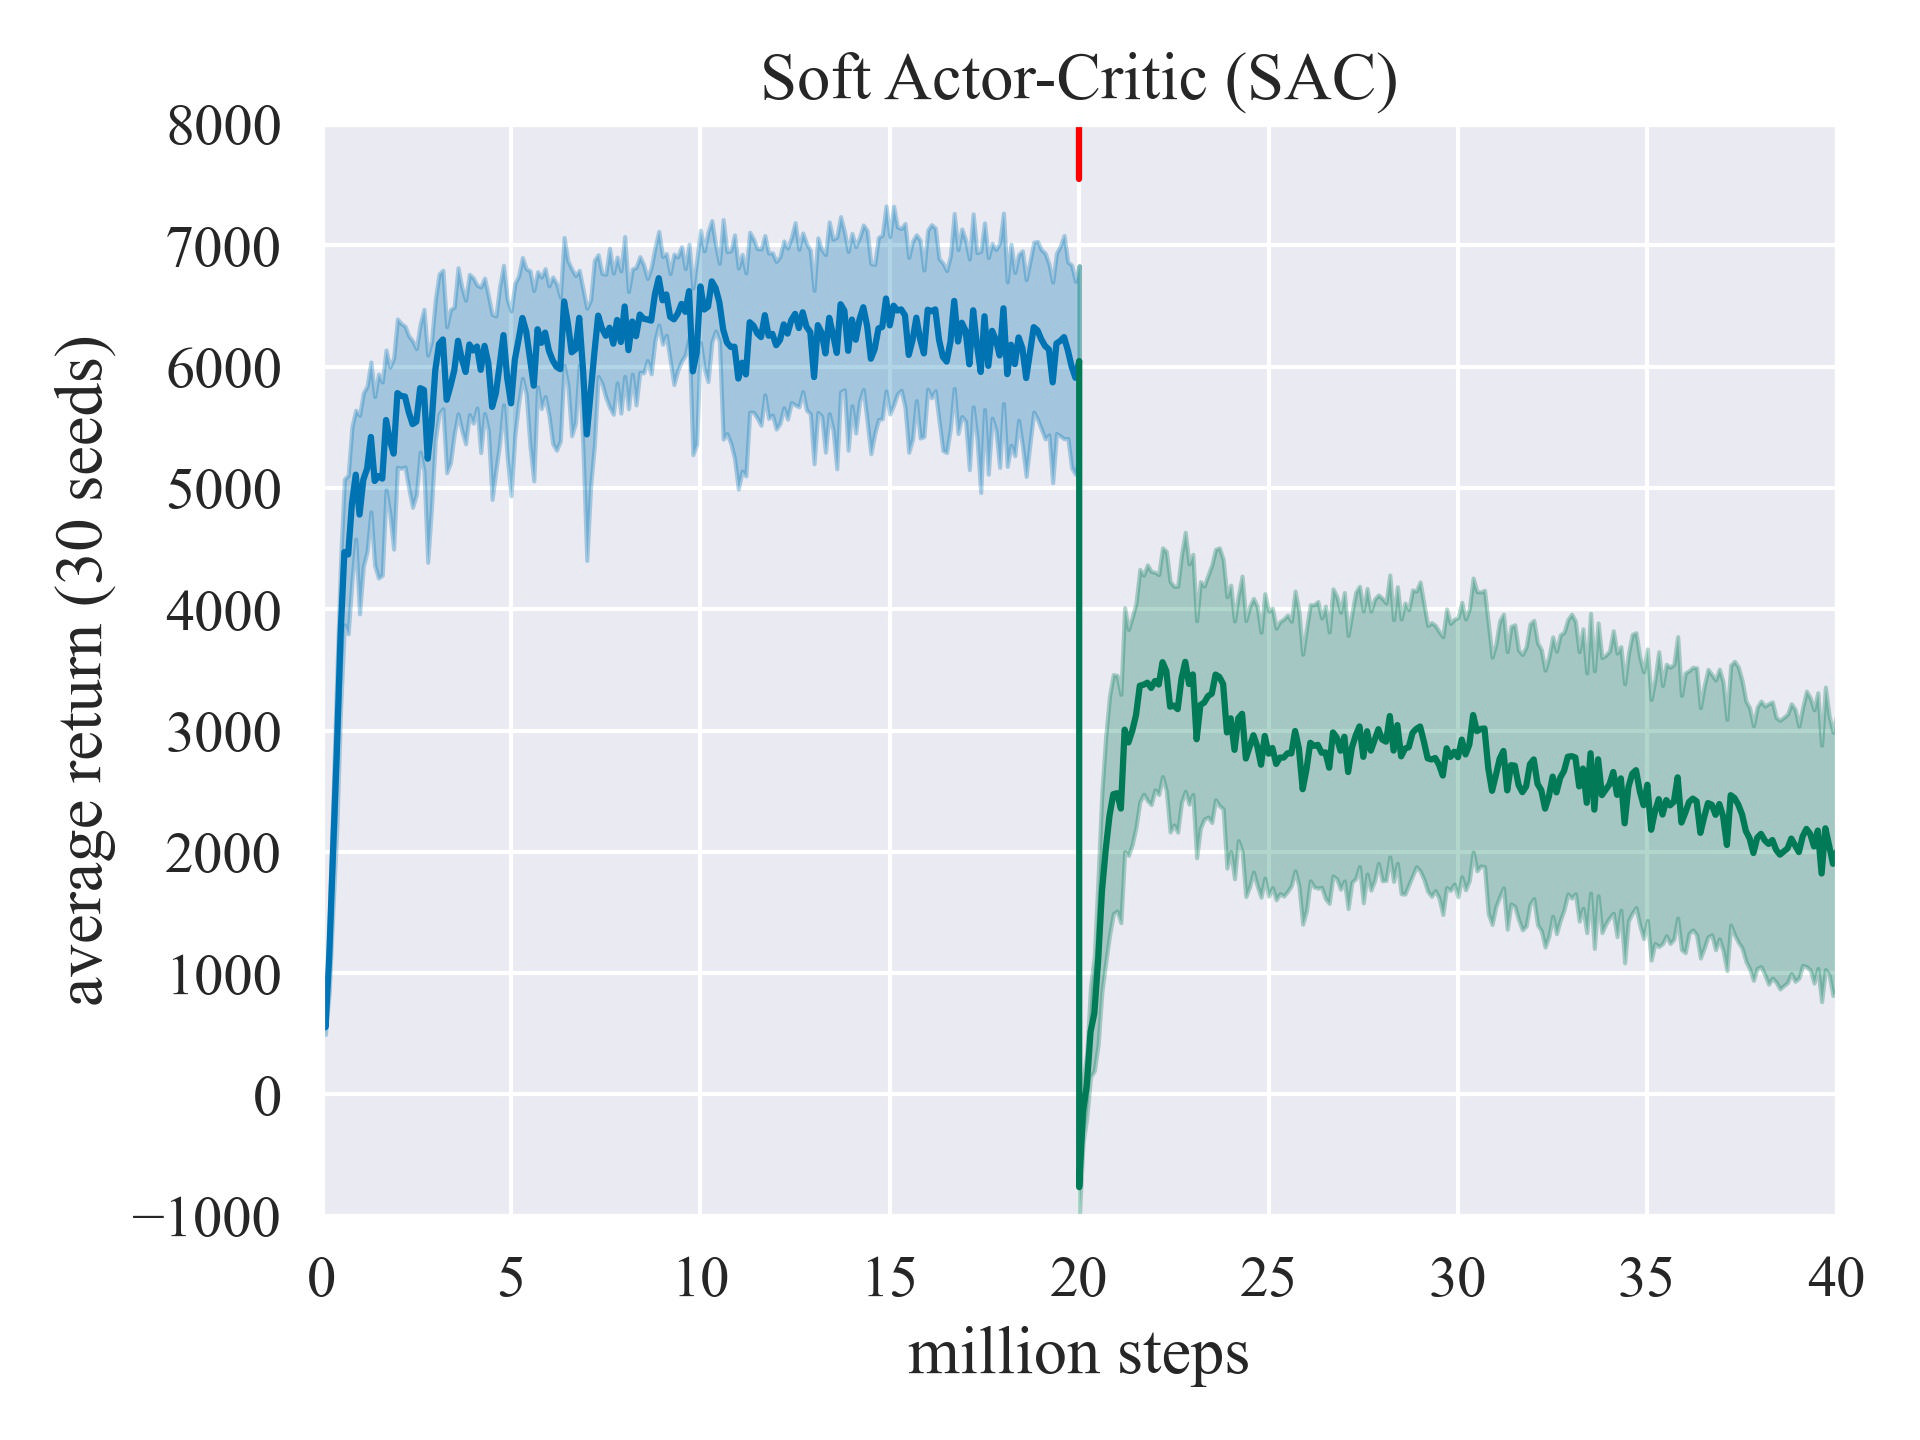 Soft Actor-Critic (SAC)
8000
7000
6000
5000
4000
3000
2000
1000
0
−1000
average return (30 seeds)
0 5 10 15 20 25 30 35 40
million steps